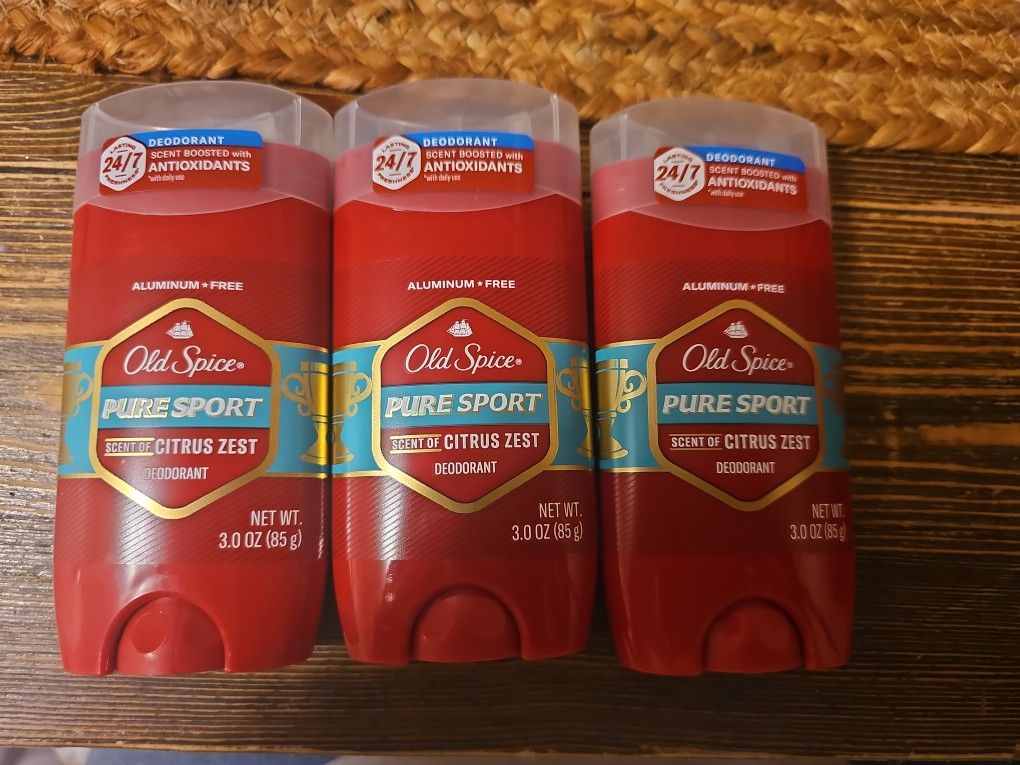 LASTING
24/7
FRESHNESS*
DEODORANT
SCENT BOOSTED with
ANTIOXIDANTS
*with daily use
ALUMINUM★FREE
Old Spice®
PURE SPORT
SCENT OF CITRUS ZEST
DEODORANT
NET WT.
3.0 OZ (85 g)
LASTING
24/7
FRESHNESS*
DEODORANT
SCENT BOOSTED with
ANTIOXIDANTS
*with daily use
ALUMINUM★FREE
Old Spice®
PURE SPORT
SCENT OF CITRUS ZEST
DEODORANT
NET WT.
3.0 OZ (85 g)
LASTING
24/7
FRESHNESS*
DEODORANT
SCENT BOOSTED with
ANTIOXIDANTS
*with daily use
ALUMINUM★FREE
Old Spice®
PURE SPORT
SCENT OF CITRUS ZEST
DEODORANT
NET WT.
3.0 OZ (85 g)